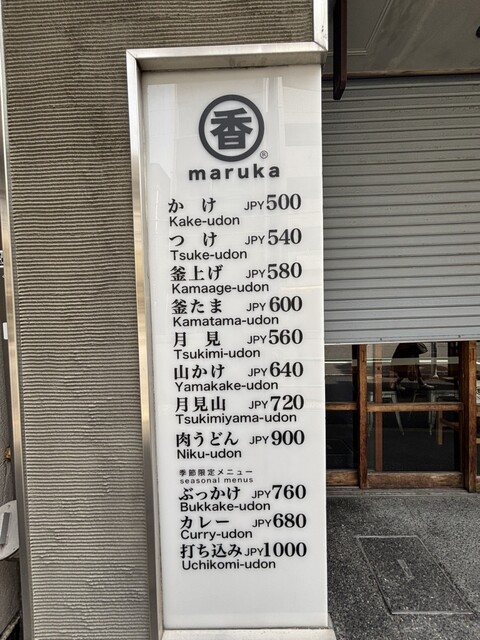 香
®
maruka
かけ JPY500
Kake-udon
つけ JPY540
Tsuke-udon
釜上げ JPY580
Kamaage-udon
釜たま JPY600
Kamatama-udon
月見 JPY560
Tsukimi-udon
山かけ JPY640
Yamakake-udon
月見山 JPY720
Tsukimiyama-udon
肉うどん JPY900
Niku-udon
季節限定メニュー
seasonal menus
ぶっかけ JPY760
Bukkake-udon
カレー JPY680
Curry-udon
打ち込み JPY1000
Uchikomi-udon